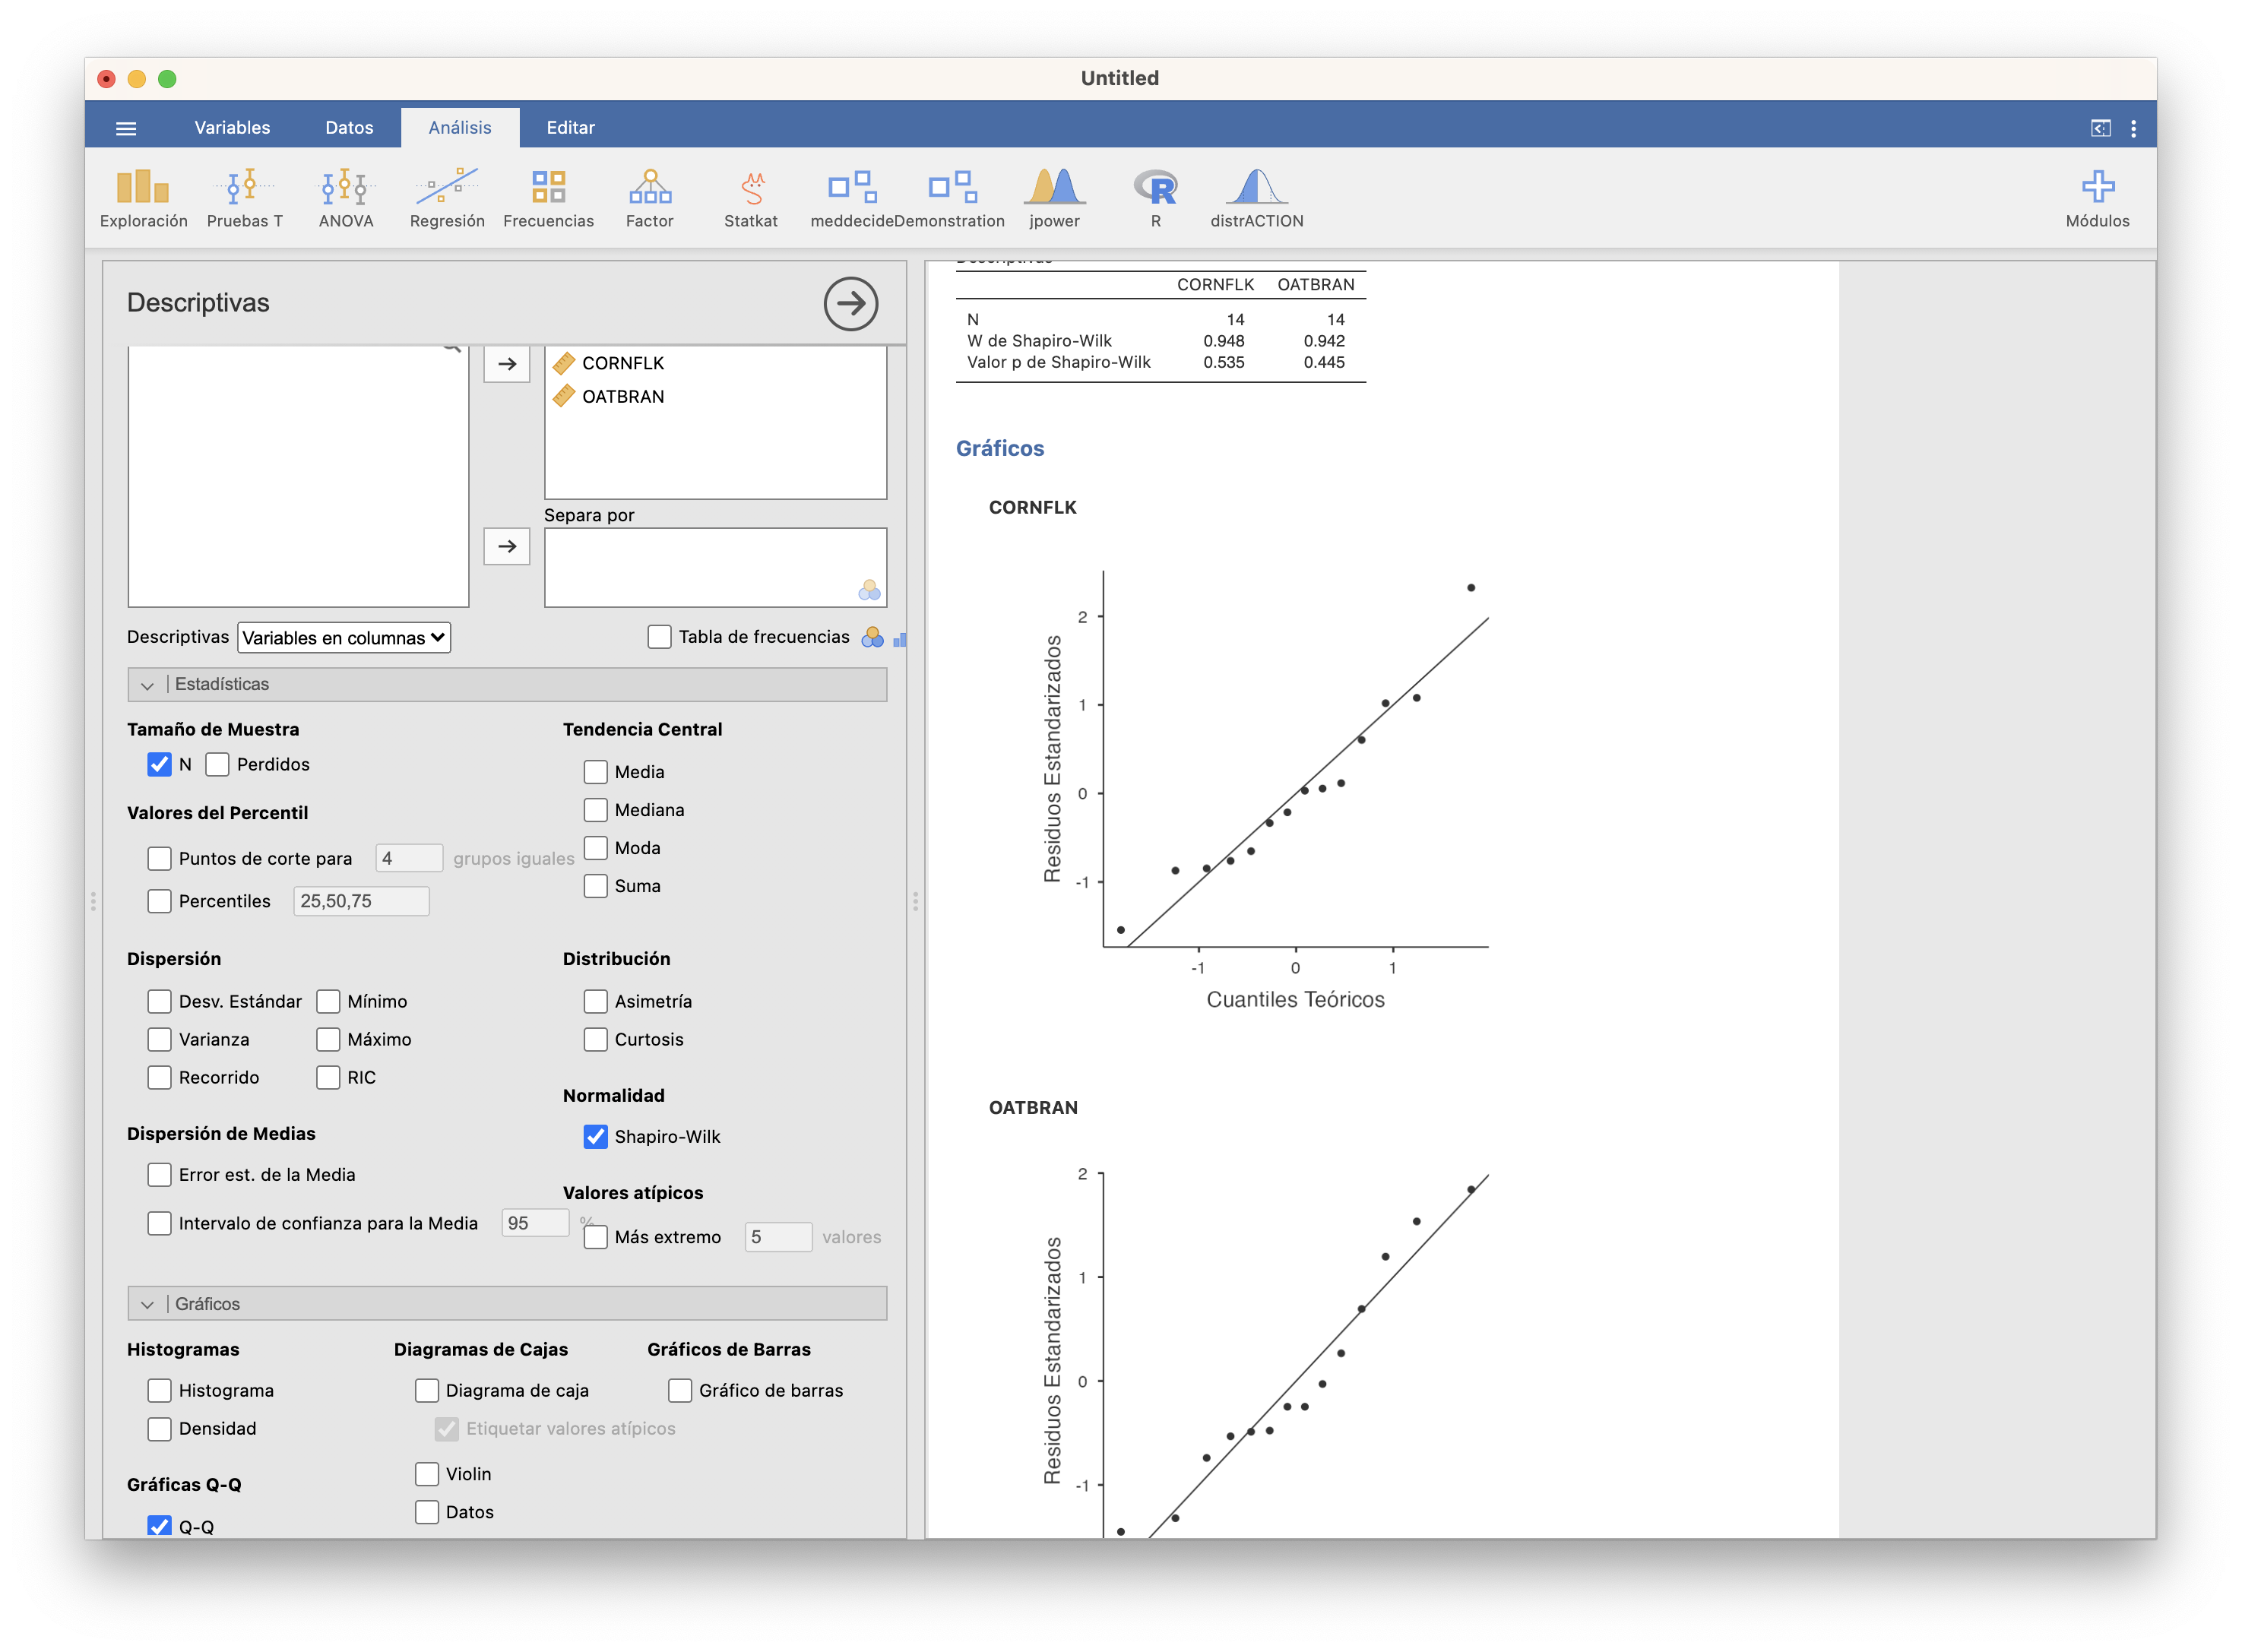 Untitled
Variables Datos Análisis Editar
Exploración Pruebas T ANOVA Regresión Frecuencias Factor Statkat meddecide Demonstration jpower R distrACTION Módulos
Descriptivas
CORNFLK
OATBRAN
Separa por
Descriptivas Variables en columnas Tabla de frecuencias
Estadísticas
Tamaño de Muestra
N Perdidos
Valores del Percentil
Puntos de corte para 4 grupos iguales
Percentiles 25,50,75
Tendencia Central
Media
Mediana
Moda
Suma
Dispersión
Desv. Estándar Mínimo
Varianza Máximo
Recorrido RIC
Distribución
Asimetría
Curtosis
Normalidad
Shapiro-Wilk
Dispersión de Medias
Error est. de la Media
Intervalo de confianza para la Media 95 %
Valores atípicos
Más extremo 5 valores
Gráficos
Histogramas
Histograma
Densidad
Gráficas Q-Q
Q-Q
Diagramas de Cajas
Diagrama de caja
Etiquetar valores atípicos
Violin
Datos
Gráficos de Barras
Gráfico de barras
CORNFLK OATBRAN
N 14 14
W de Shapiro-Wilk 0.948 0.942
Valor p de Shapiro-Wilk 0.535 0.445
Gráficos
CORNFLK
Residuos Estandarizados
2
1
0
-1
-1 0 1
Cuantiles Teóricos
OATBRAN
Residuos Estandarizados
2
1
0
-1